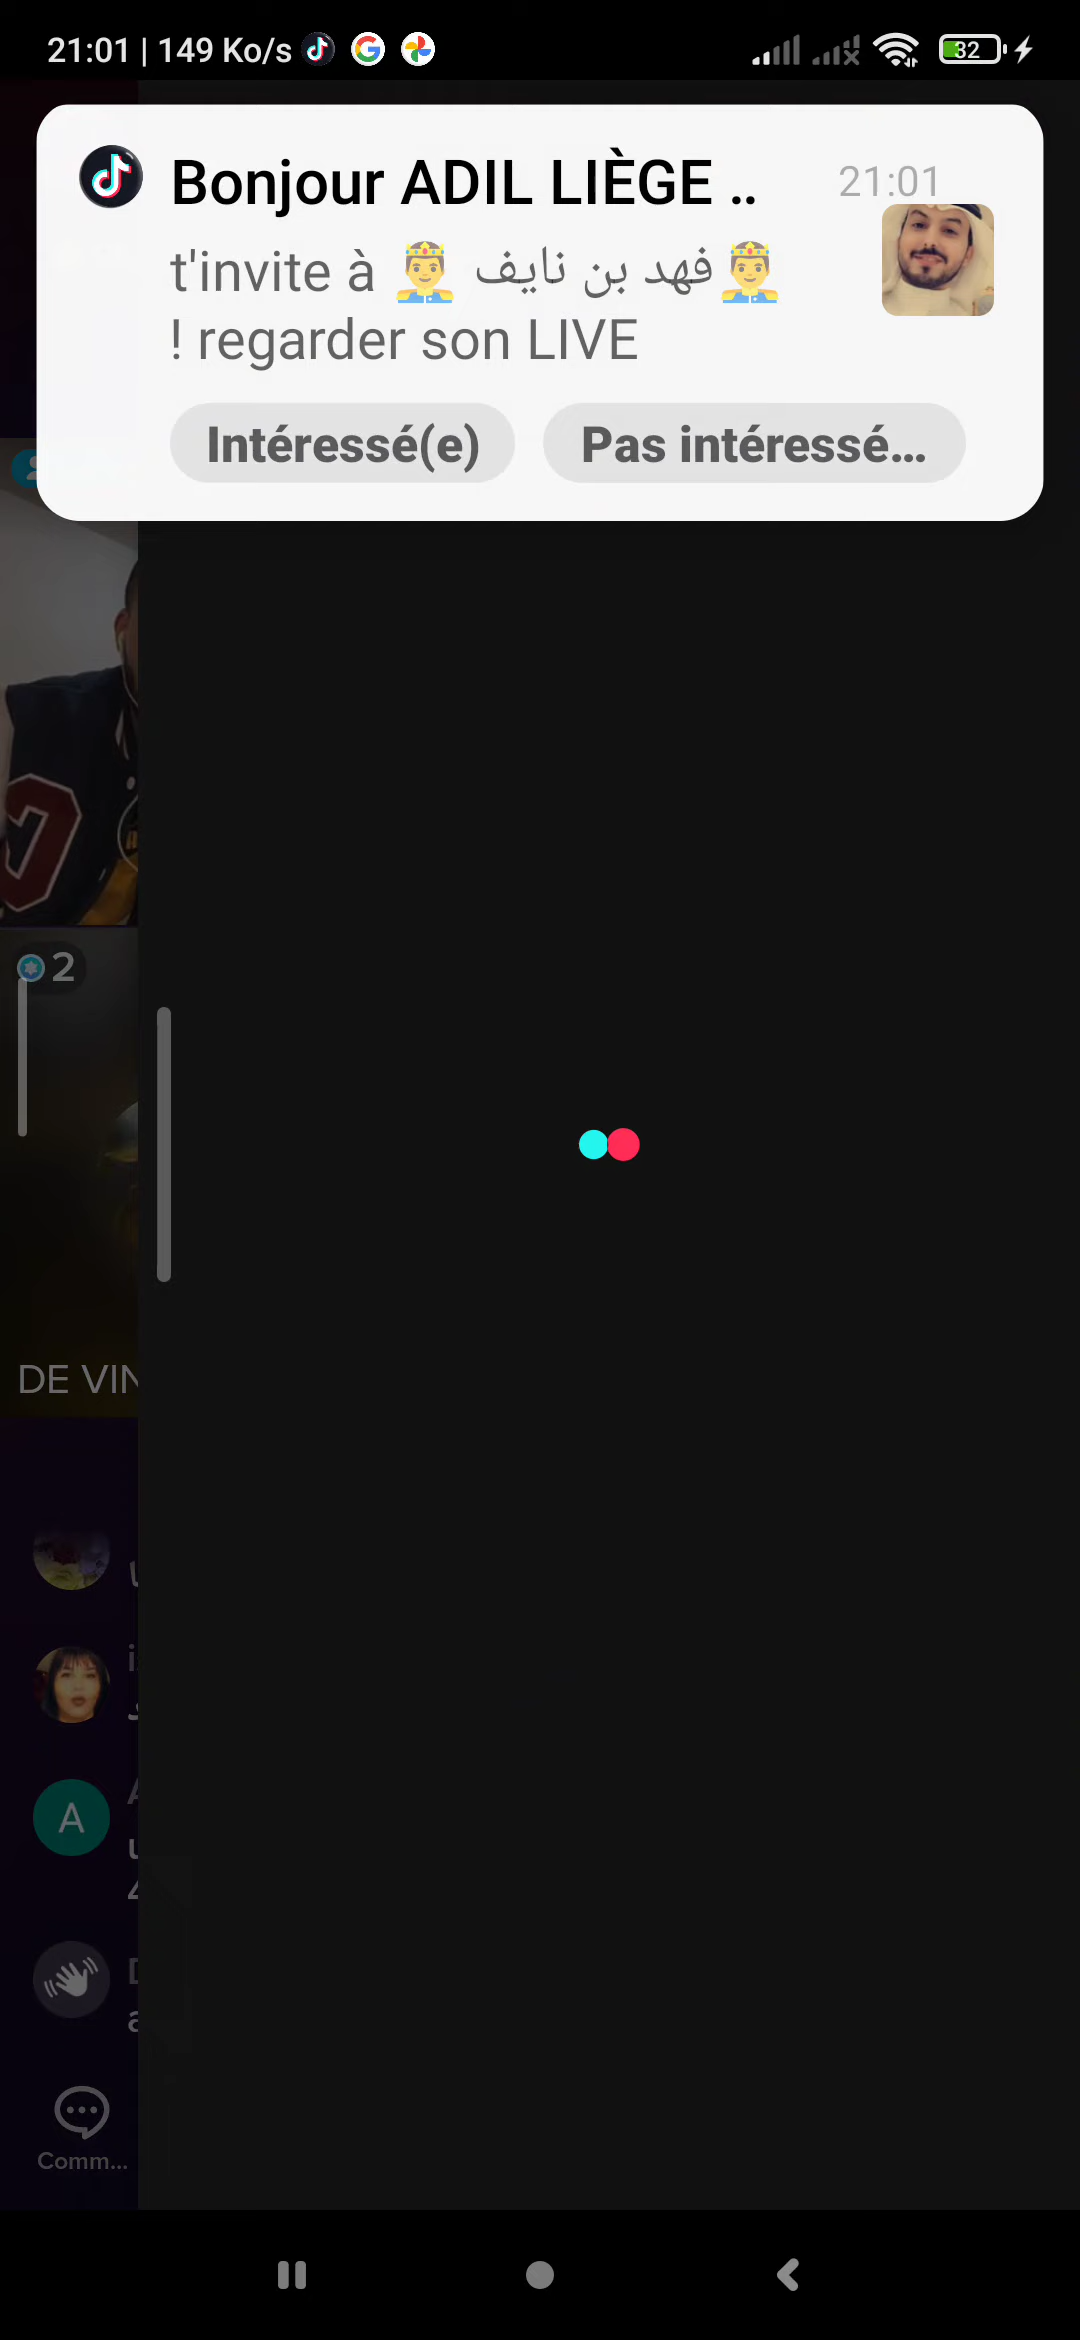 21:01 | 149 Ko/s
32
Bonjour ADIL LIÈGE ..
21:01
t'invite à 🤴 فهد بن نايف🤴
! regarder son LIVE
Intéressé(e)
Pas intéressé...
2
DE VIN
A
Comm...